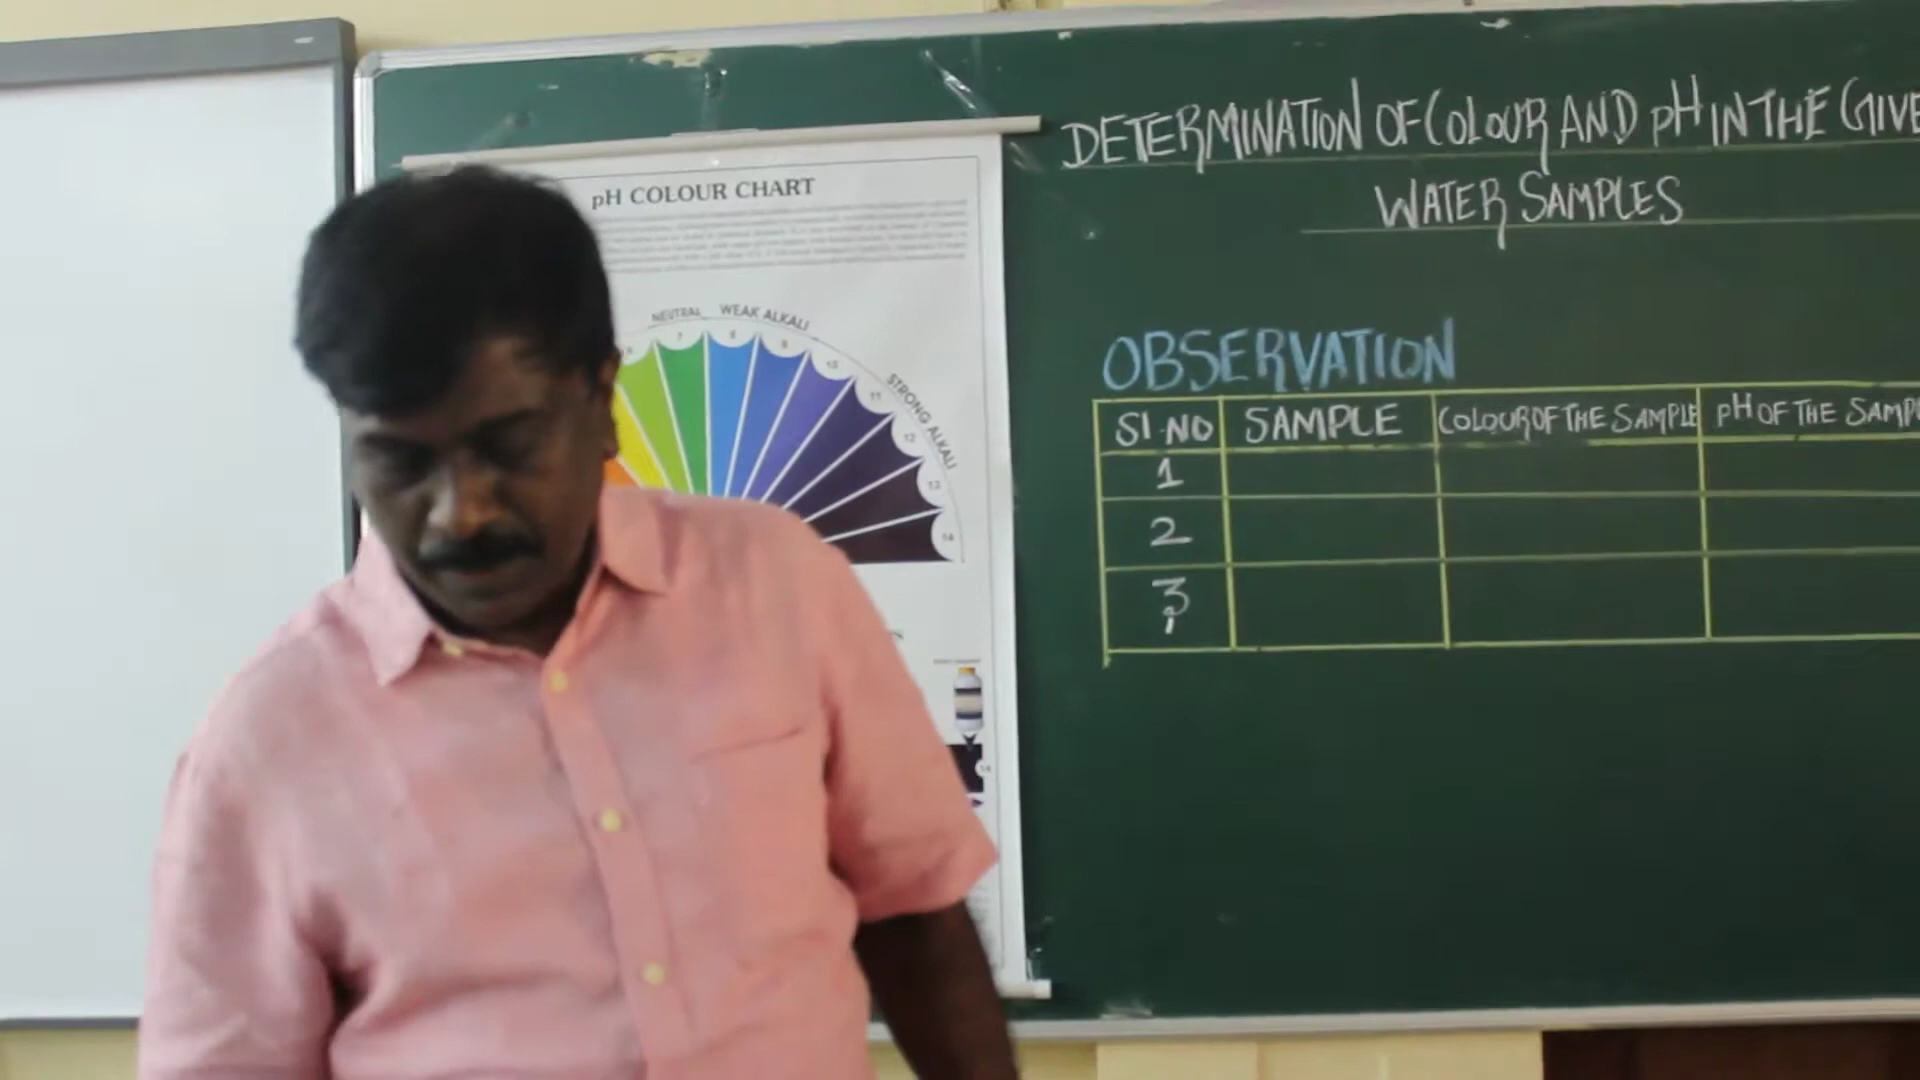 DETERMINATION OF COLOUR AND pH IN THE GIVE
WATER SAMPLES
pH COLOUR CHART
NEUTRAL
WEAK ALKALI
STRONG ALKALI
7
8
9
10
11
12
13
14
OBSERVATION
SI.NO SAMPLE COLOUR OF THE SAMPLE pH OF THE SAMPL
1
2
3